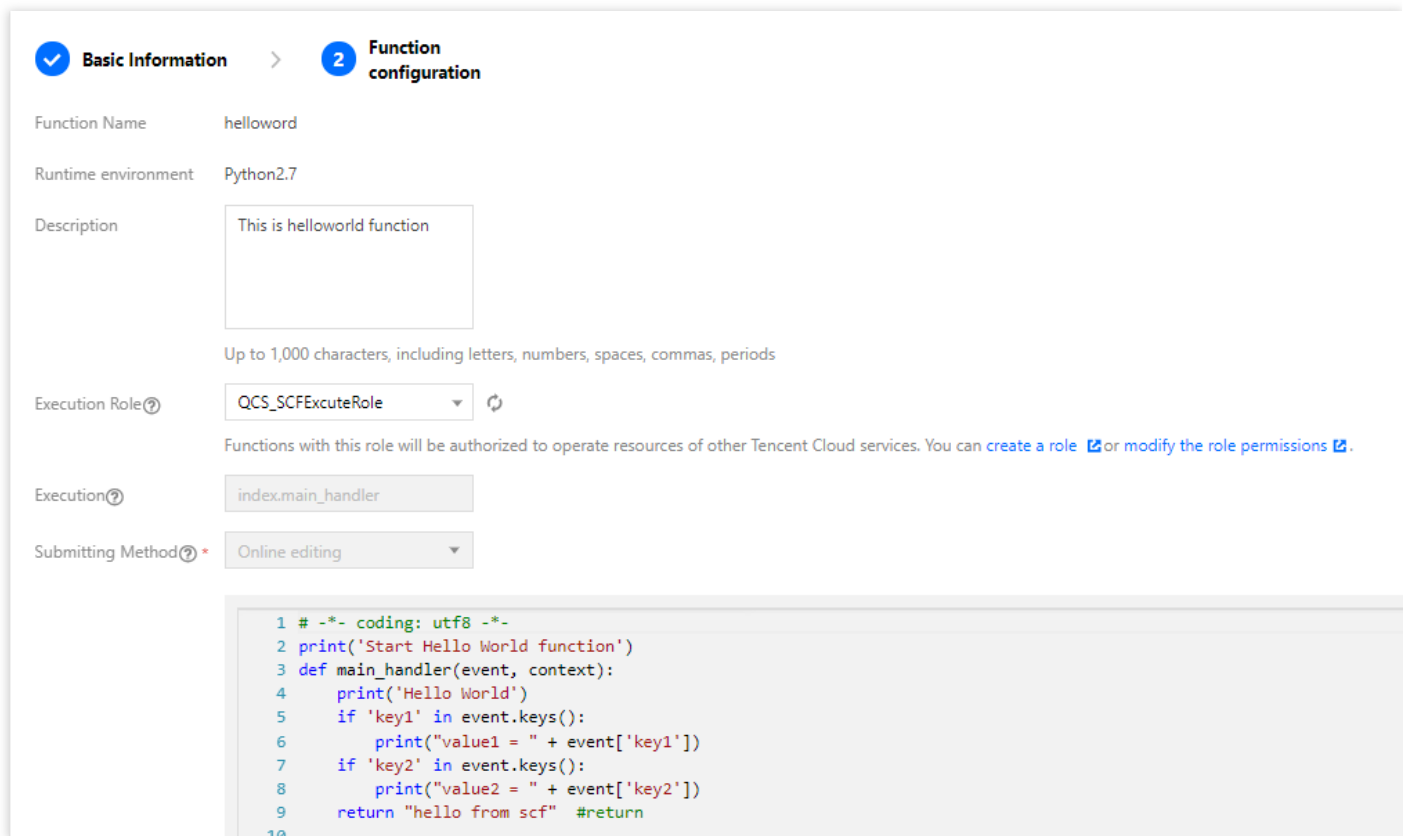 Basic Information
2
Function
configuration
Function Name helloword
Runtime environment Python2.7
Description This is helloworld function
Up to 1,000 characters, including letters, numbers, spaces, commas, periods
Execution Role QCS_SCFExcuteRole
Functions with this role will be authorized to operate resources of other Tencent Cloud services. You can create a role or modify the role permissions .
Execution index.main_handler
Submitting Method * Online editing
1 # -*- coding: utf8 -*-
2 print('Start Hello World function')
3 def main_handler(event, context):
4     print('Hello World')
5     if 'key1' in event.keys():
6         print("value1 = " + event['key1'])
7     if 'key2' in event.keys():
8         print("value2 = " + event['key2'])
9     return "hello from scf"  #return
10